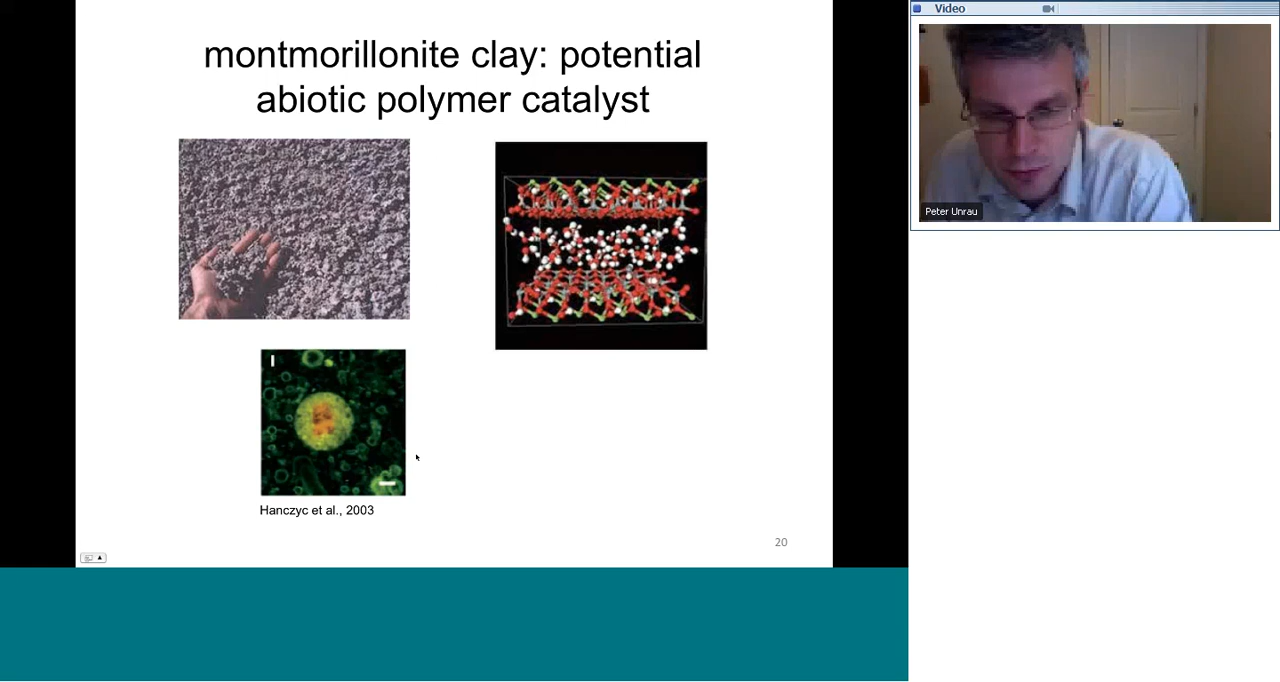 montmorillonite clay: potential
abiotic polymer catalyst
I
Hanczyc et al., 2003
20
Video
Peter Unrau